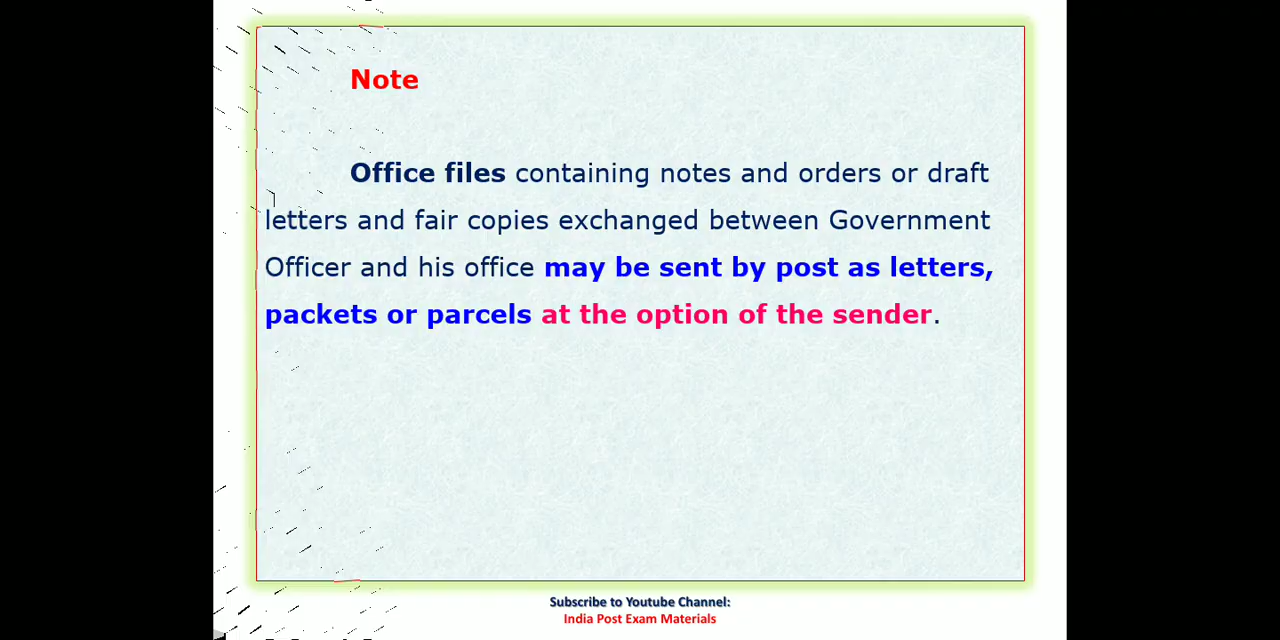 Note
Office files containing notes and orders or draft
letters and fair copies exchanged between Government
Officer and his office may be sent by post as letters,
packets or parcels at the option of the sender.
Subscribe to Youtube Channel:
India Post Exam Materials